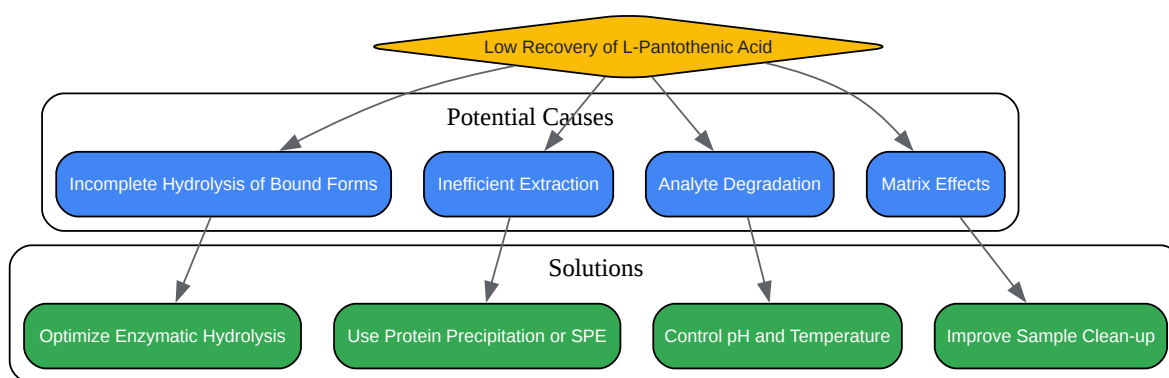 Low Recovery of L-Pantothenic Acid
Potential Causes
Incomplete Hydrolysis of Bound Forms
Inefficient Extraction
Analyte Degradation
Matrix Effects
Solutions
Optimize Enzymatic Hydrolysis
Use Protein Precipitation or SPE
Control pH and Temperature
Improve Sample Clean-up